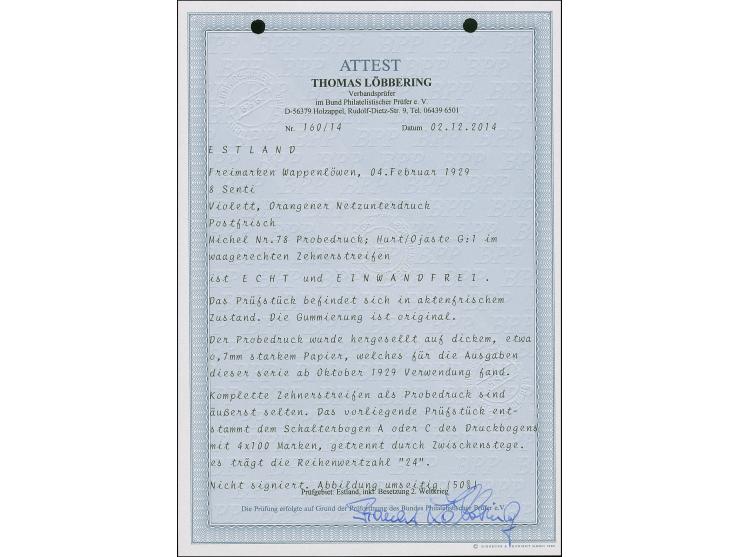 ATTEST
THOMAS LÖBBERING
Verbandsprüfer
im Bund Philatelistischer Prüfer e. V.
D-56379 Holzappel, Rudolf-Dietz-Str. 9, Tel. 06439 6501
Nr. 160/14 Datum 02.12.2014
ESTLAND
Freimarken Wappenlöwen, 04.Februar 1929
8 Senti
Violett, Orangener Netzunterdruck
Postfrisch
Michel Nr.78 Probedruck; Hurt/Ojaste G:1 im
waagerechten Zehnerstreifen
ist ECHT und EINWANDFREI.
Das Prüfstück befindet sich in aktenfrischem
Zustand. Die Gummierung ist original.
Der Probedruck wurde hergesellt auf dickem, etwa
0,7mm starkem Papier, welches für die Ausgaben
dieser serie ab Oktober 1929 Verwendung fand.
Komplette Zehnerstreifen als Probedruck sind
äußerst selten. Das vorliegende Prüfstück ent-
stammt dem Schalterbogen A oder C des Druckbogens
mit 4x100 Marken, getrennt durch Zwischenstege.
es trägt die Reihenwertzahl "24".
Nicht signiert. Abbildung umseitig (50%)
Prüfgebiet: Estland, inkl. Besetzung 2. Weltkrieg
Die Prüfung erfolgte auf Grund der Prüfordnung des Bundes Philatelistischer Prüfer e.V.